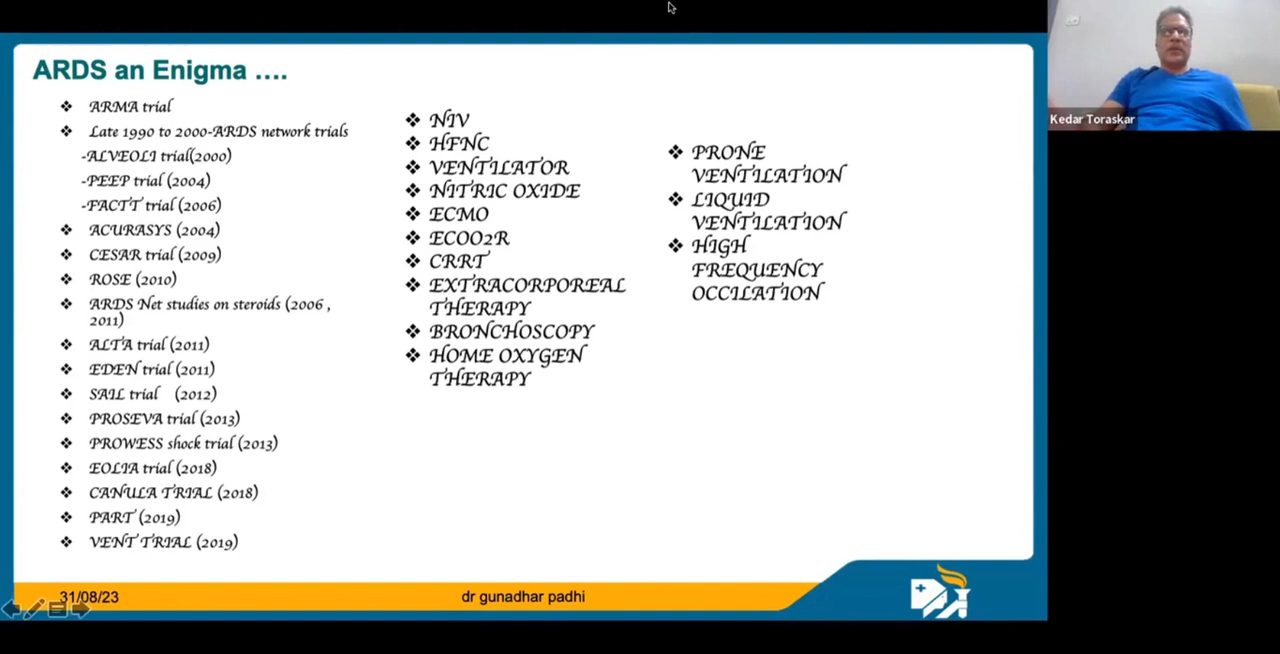 ARDS an Enigma ....
❖ ARMA trial
❖ Late 1990 to 2000-ARDS network trials
-ALVEOLI trial(2000)
-PEEP trial (2004)
-FACTT trial (2006)
❖ ACURASYS (2004)
❖ CESAR trial (2009)
❖ ROSE (2010)
❖ ARDS Net studies on steroids (2006 ,
2011)
❖ ALTA trial (2011)
❖ EDEN trial (2011)
❖ SAIL trial (2012)
❖ PROSEVA trial (2013)
❖ PROWESS shock trial (2013)
❖ EOLIA trial (2018)
❖ CANULA TRIAL (2018)
❖ PART (2019)
❖ VENT TRIAL (2019)
❖ NIV
❖ HFNC
❖ VENTILATOR
❖ NITRIC OXIDE
❖ ECMO
❖ ECOO2R
❖ CRRT
❖ EXTRACORPOREAL
THERAPY
❖ BRONCHOSCOPY
❖ HOME OXYGEN
THERAPY
❖ PRONE
VENTILATION
❖ LIQUID
VENTILATION
❖ HIGH
FREQUENCY
OCCILATION
31/08/23
dr gunadhar padhi
Kedar Toraskar